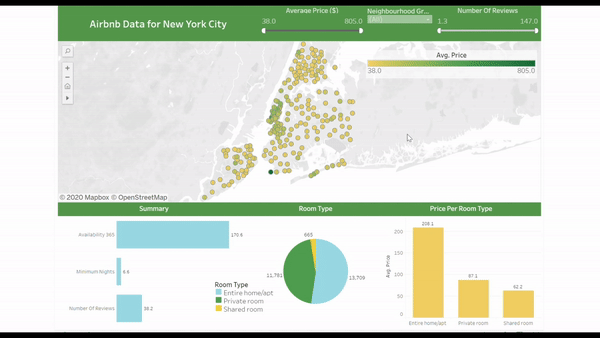 Airbnb Data for New York City
Average Price ($)
38.0 805.0
Neighbourhood Gr...
(All)
Number Of Reviews
1.3 147.0
Avg. Price
38.0 805.0
© 2020 Mapbox © OpenStreetMap
Summary
Availability 365
170.9
Minimum Nights
6.6
Number Of Reviews
38.2
Room Type
665
11,781
13,709
Room Type
Entire home/apt
Private room
Shared room
Price Per Room Type
Avg. Price
200
150
100
50
0
208.1
87.1
62.2
Entire home/apt
Private room
Shared room